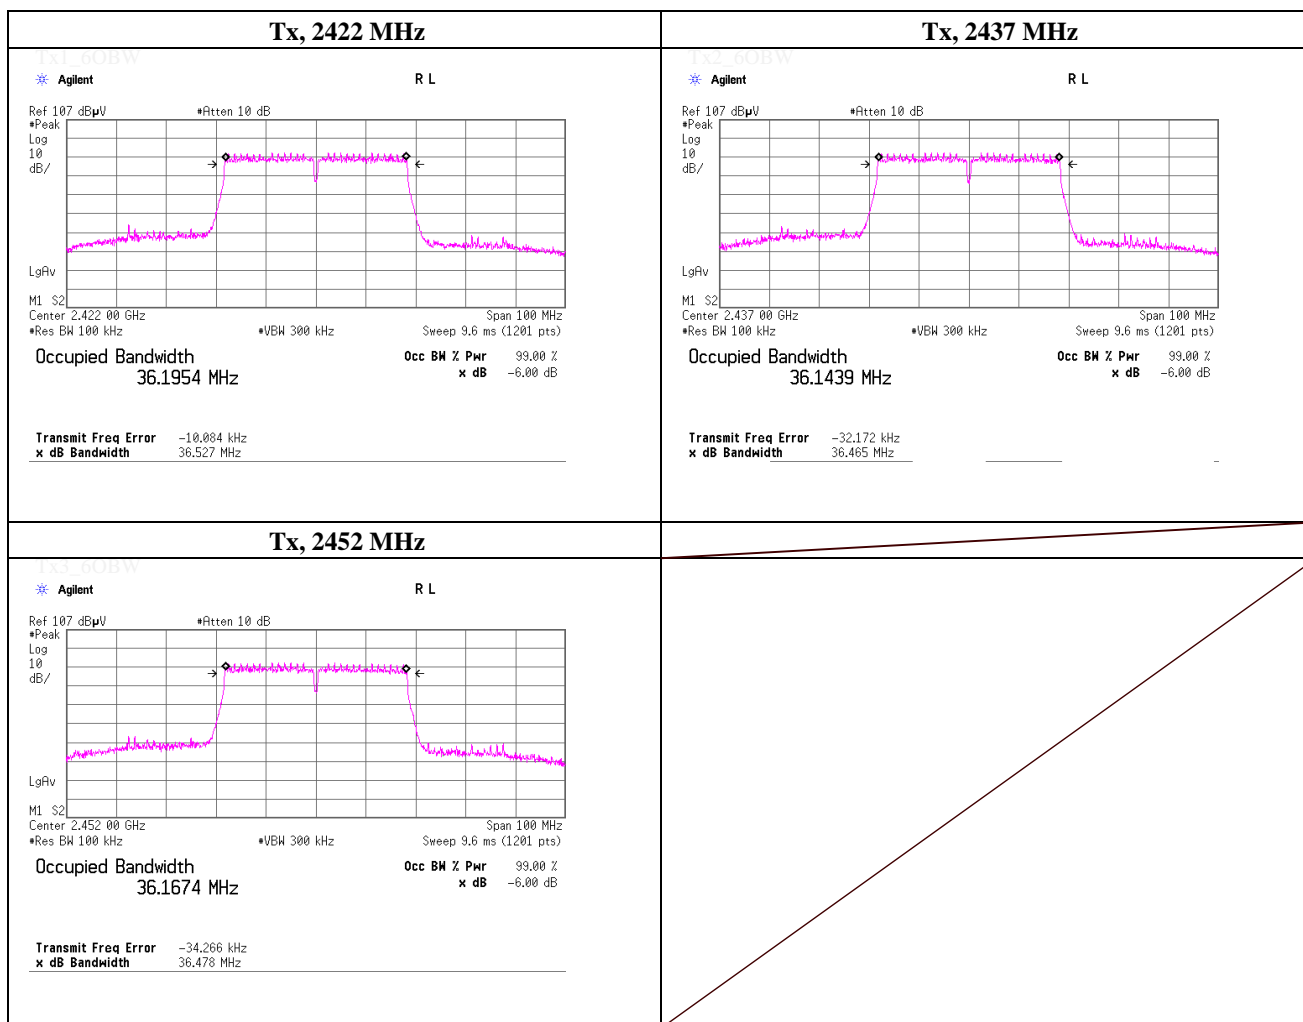 Tx, 2422 MHz
Tx1_6OBW
Agilent
R L
Ref 107 dBµV
#Atten 10 dB
#Peak
Log
10
dB/
LgAv
M1 S2
Center 2.422 00 GHz
Span 100 MHz
#Res BW 100 kHz
#VBW 300 kHz
Sweep 9.6 ms (1201 pts)
Occupied Bandwidth
36.1954 MHz
Occ BW % Pwr 99.00 %
x dB -6.00 dB
Transmit Freq Error -10.084 kHz
x dB Bandwidth 36.527 MHz
Tx, 2437 MHz
Tx2_6OBW
Agilent
R L
Ref 107 dBµV
#Atten 10 dB
#Peak
Log
10
dB/
LgAv
M1 S2
Center 2.437 00 GHz
Span 100 MHz
#Res BW 100 kHz
#VBW 300 kHz
Sweep 9.6 ms (1201 pts)
Occupied Bandwidth
36.1439 MHz
Occ BW % Pwr 99.00 %
x dB -6.00 dB
Transmit Freq Error -32.172 kHz
x dB Bandwidth 36.465 MHz
Tx, 2452 MHz
Tx3_6OBW
Agilent
R L
Ref 107 dBµV
#Atten 10 dB
#Peak
Log
10
dB/
LgAv
M1 S2
Center 2.452 00 GHz
Span 100 MHz
#Res BW 100 kHz
#VBW 300 kHz
Sweep 9.6 ms (1201 pts)
Occupied Bandwidth
36.1674 MHz
Occ BW % Pwr 99.00 %
x dB -6.00 dB
Transmit Freq Error -34.266 kHz
x dB Bandwidth 36.478 MHz